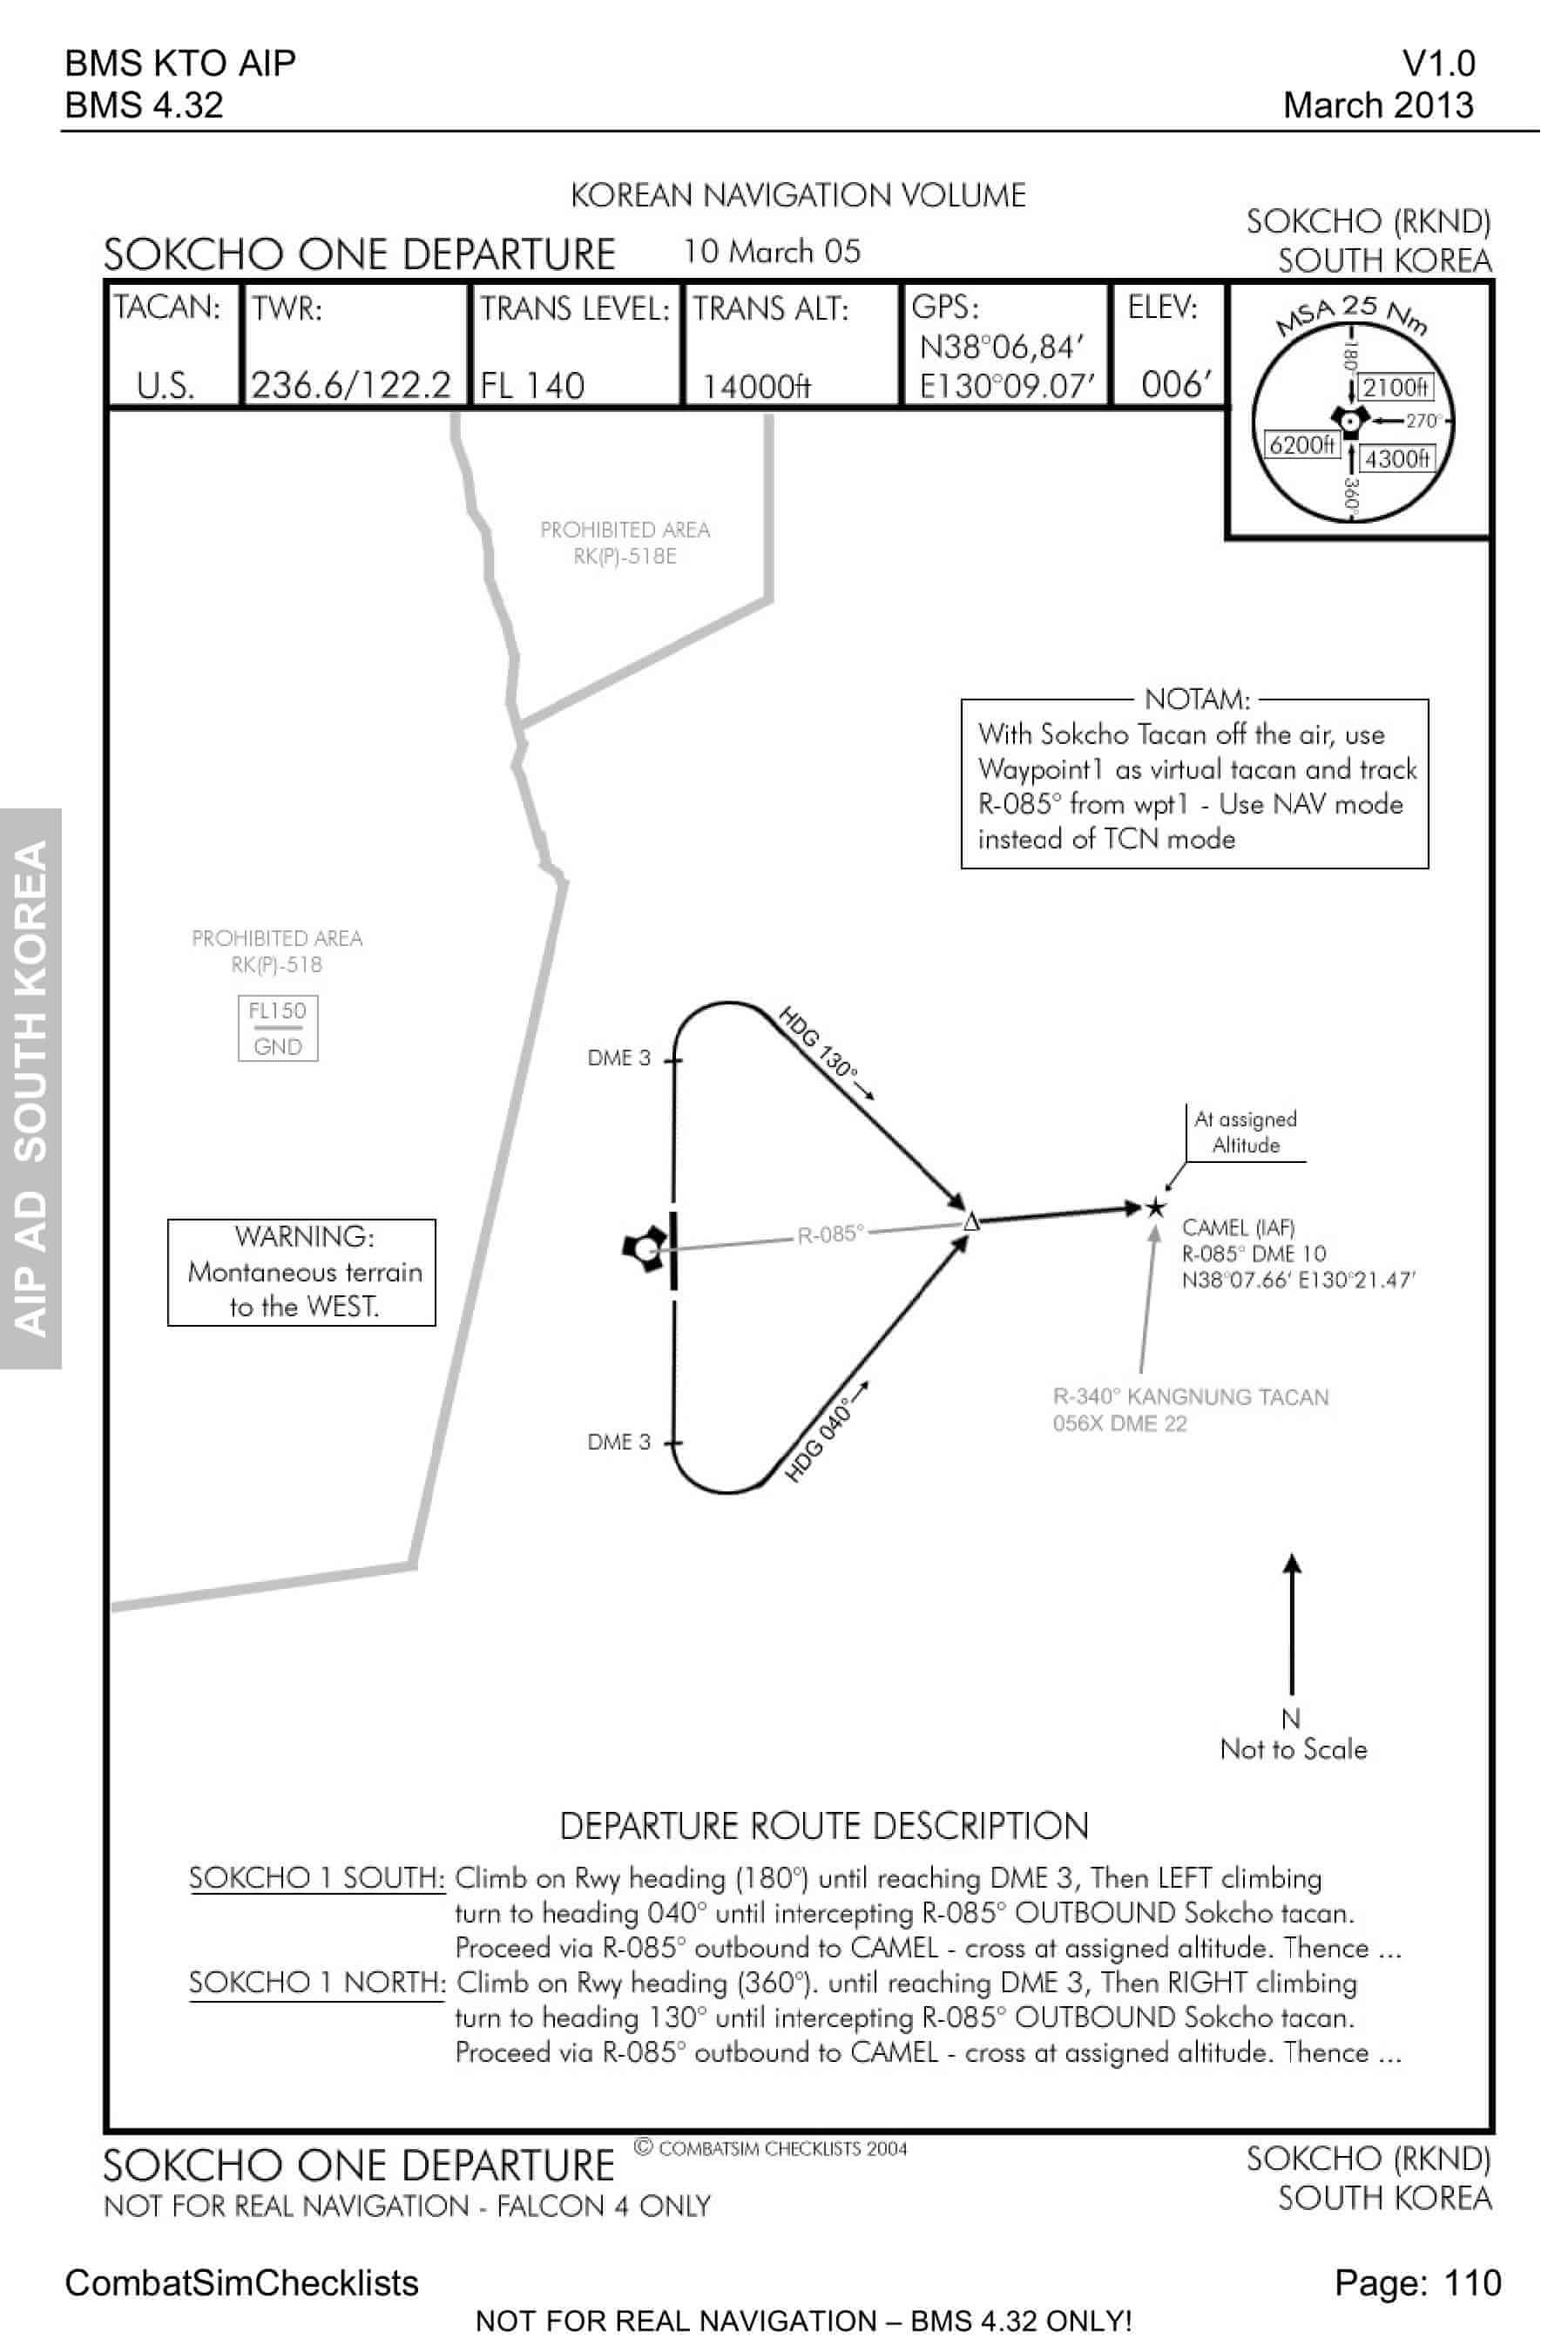 BMS KTO AIP
V1.0
BMS 4.32
March 2013
KOREAN NAVIGATION VOLUME
SOKCHO ONE DEPARTURE
10 March 05
SOKCHO (RKND)
SOUTH KOREA
TACAN:
U.S.
TWR:
236.6/122.2
TRANS LEVEL:
FL 140
TRANS ALT:
14000ft
GPS:
N38°06,84′
E130°09.07′
ELEV:
006′
MSA 25 Nm
180°
2100ft
270°
6200ft
4300ft
360°
PROHIBITED AREA
RK(P)-518E
NOTAM:
With Sokcho Tacan off the air, use
Waypoint1 as virtual tacan and track
R-085° from wpt1 - Use NAV mode
instead of TCN mode
AIP AD SOUTH KOREA
PROHIBITED AREA
RK(P)-518
FL150
GND
HDG 130°
DME 3
At assigned
Altitude
WARNING:
Montaneous terrain
to the WEST.
R-085°
CAMEL (IAF)
R-085° DME 10
N38°07.66′ E130°21.47′
R-340° KANGNUNG TACAN
056X DME 22
DME 3
HDG 040°
N
Not to Scale
DEPARTURE ROUTE DESCRIPTION
SOKCHO 1 SOUTH: Climb on Rwy heading (180°) until reaching DME 3, Then LEFT climbing
turn to heading 040° until intercepting R-085° OUTBOUND Sokcho tacan.
Proceed via R-085° outbound to CAMEL - cross at assigned altitude. Thence ...
SOKCHO 1 NORTH: Climb on Rwy heading (360°). until reaching DME 3, Then RIGHT climbing
turn to heading 130° until intercepting R-085° OUTBOUND Sokcho tacan.
Proceed via R-085° outbound to CAMEL - cross at assigned altitude. Thence ...
SOKCHO ONE DEPARTURE
© COMBATSIM CHECKLISTS 2004
SOKCHO (RKND)
NOT FOR REAL NAVIGATION - FALCON 4 ONLY
SOUTH KOREA
CombatSimChecklists
Page: 110
NOT FOR REAL NAVIGATION – BMS 4.32 ONLY!